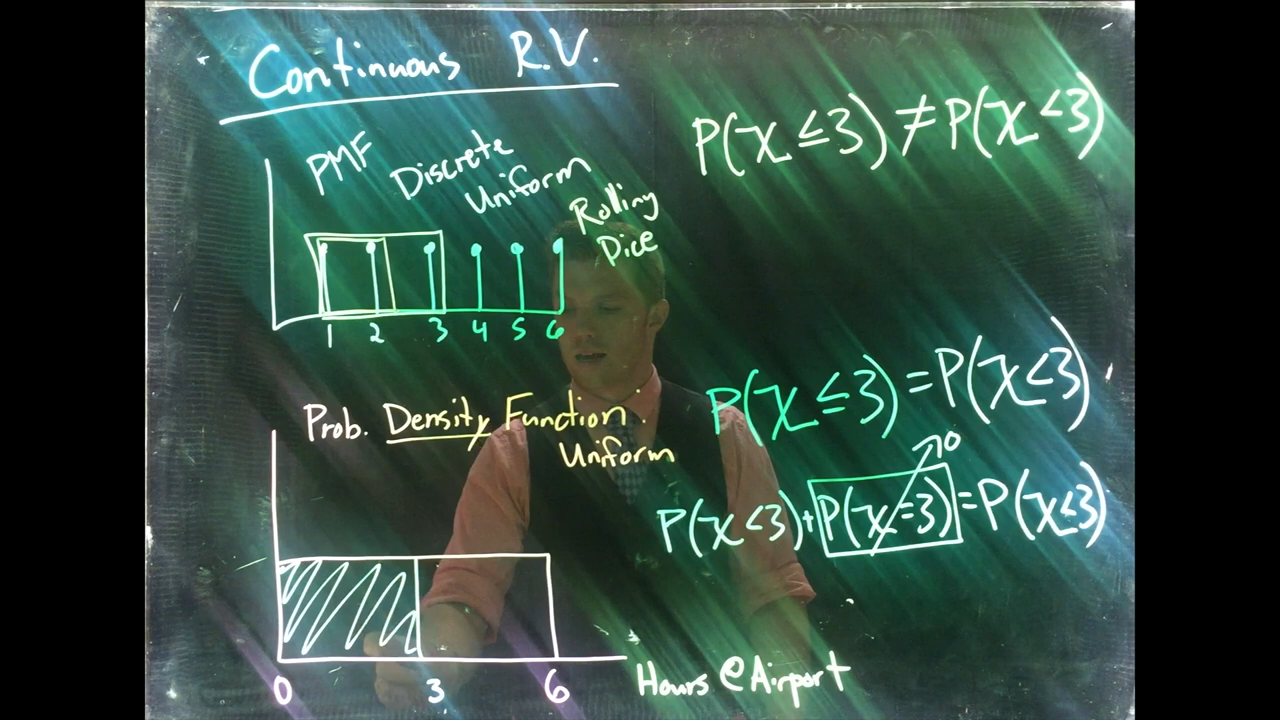 Continuous R.V.
PMF Discrete
Uniform
Rolling
Dice
1 2 3 4 5 6
P(x ≤ 3) ≠ P(x < 3)
Prob. Density Function:
Uniform
0 3 6 Hours @ Airport
P(x ≤ 3) = P(x < 3)
P(x < 3) + P(x = 3) = P(x < 3)
0